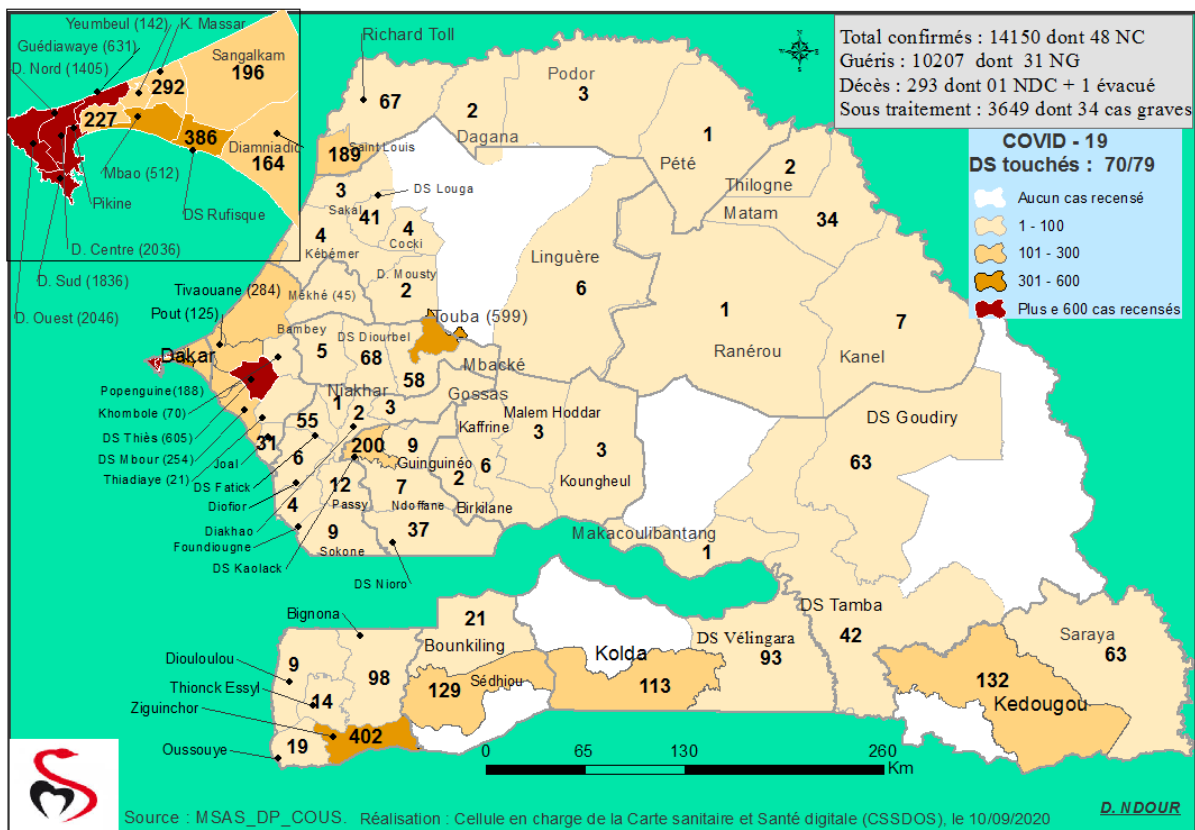 Yeumbeul (142)
K. Massar
Guédiawaye (631)
D. Nord (1405)
Sangalkam
196
292
227
386
Diamniadio
164
Mbao (512)
Pikine
DS Rufisque
D. Centre (2036)
D. Sud (1836)
D. Ouest (2046)
Total confirmés : 14150 dont 48 NC
Guéris : 10207 dont 31 NG
Décès : 293 dont 01 NDC + 1 évacué
Sous traitement : 3649 dont 34 cas graves
COVID - 19
DS touchés : 70/79
Aucun cas recensé
1 - 100
101 - 300
301 - 600
Plus e 600 cas recensés
Richard Toll
67
2
Dagana
Podor
3
1
Pété
2
Thilogne
Matam
34
189
Saint Louis
3
Sakal
DS Louga
41
4
Cocki
4
Kébémer
D. Mousty
2
Linguère
6
1
Ranérou
7
Kanel
Tivaouane (284)
Mékhé (45)
Pout (125)
Touba (599)
Bambey
5
DS Diourbel
68
Mbacké
58
Dakar
Popenguine (188)
Khombole (70)
DS Thiès (605)
DS Mbour (254)
Thiadiaye (21)
Niakhar
1
2
3
Gossas
55
31
Joal
6
DS Fatick
Diofior
4
Diakhao
Foundiougne
DS Kaolack
200
9
Guinguinéo
Kaffrine
6
Malem Hoddar
3
3
Koungheul
2
Birkilane
12
Passy
7
Ndoffane
9
Sokone
37
DS Nioro
DS Goudiry
63
Makacoulibantang
1
DS Tamba
42
Bignona
21
Bounkiling
Kolda
DS Vélingara
93
Saraya
63
Diouloulou
9
98
Sédhiou
129
113
132
Kedougou
Thionck Essyl
14
Ziguinchor
402
Oussouye
19
0 65 130 260
Km
Source : MSAS_DP_COUS. Réalisation : Cellule en charge de la Carte sanitaire et Santé digitale (CSSDOS), le 10/09/2020
D. NDOUR